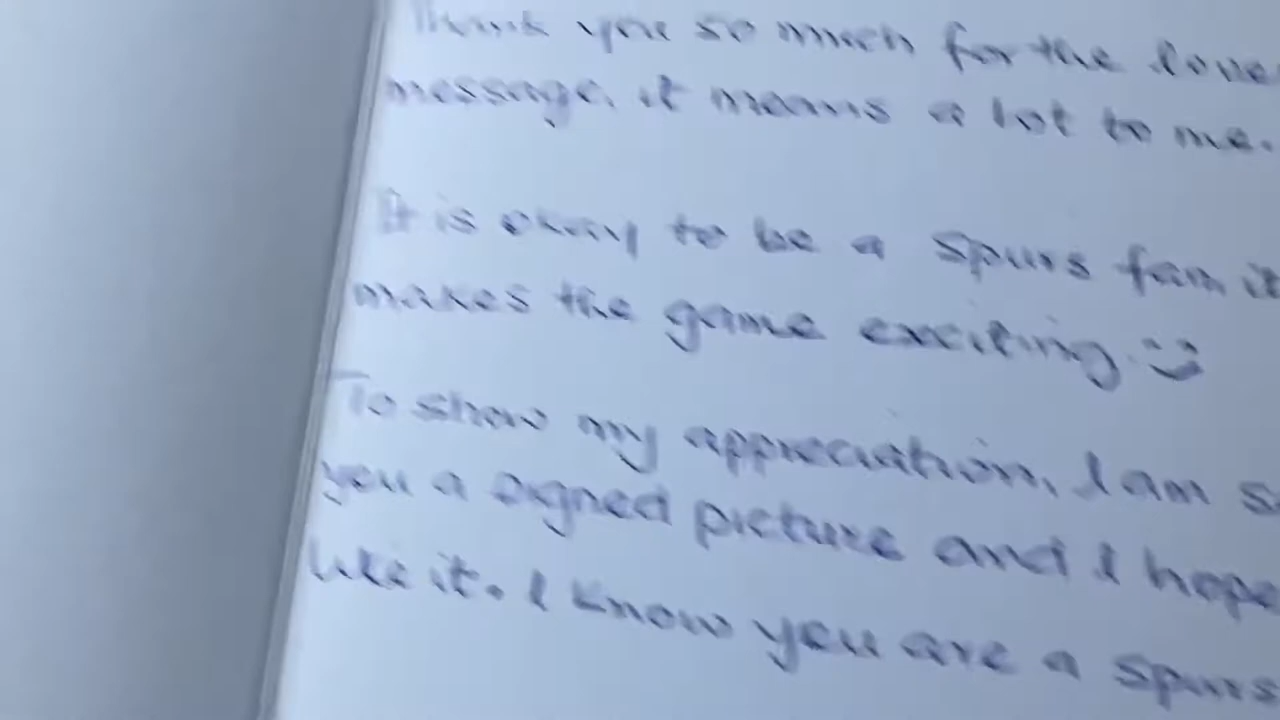 Thank you so much for the love
message, it means a lot to me.
It is okay to be a Spurs fan, it
makes the game exciting. :)
To show my appreciation, I am s
you a signed picture and I hope
like it. I know you are a spurs